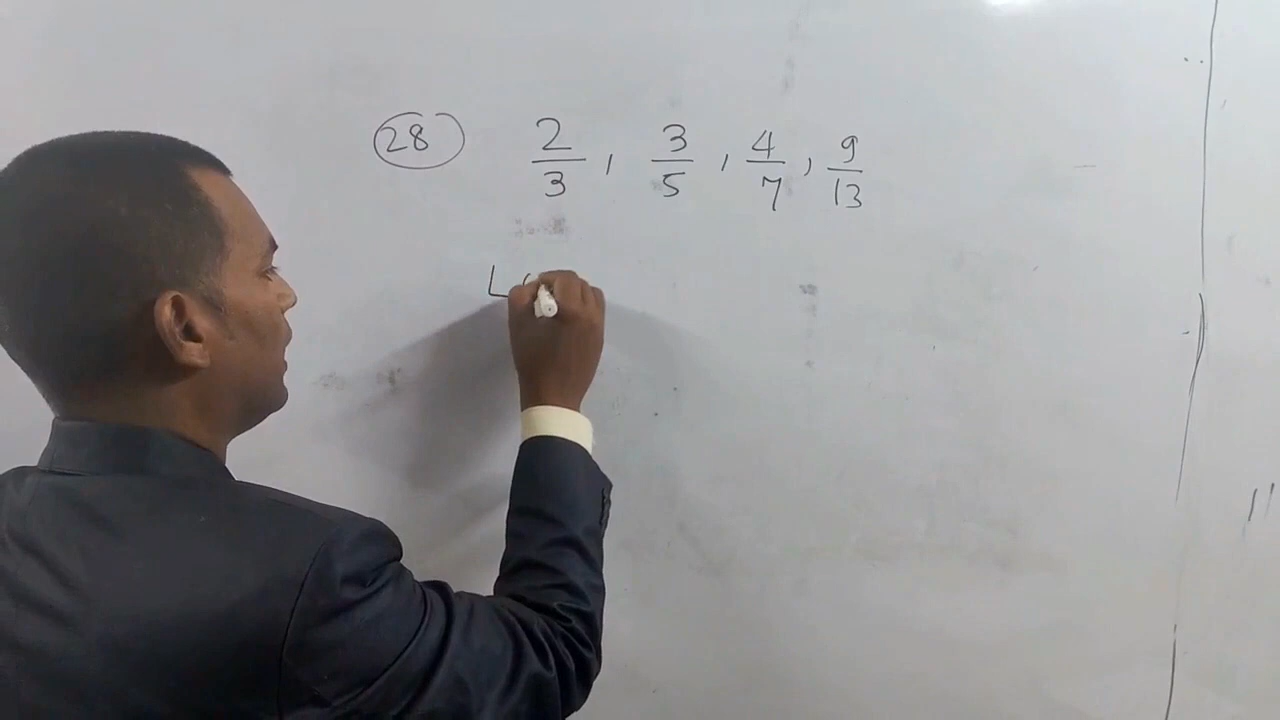 28 2/3 , 3/5 , 4/7 , 9/13
L